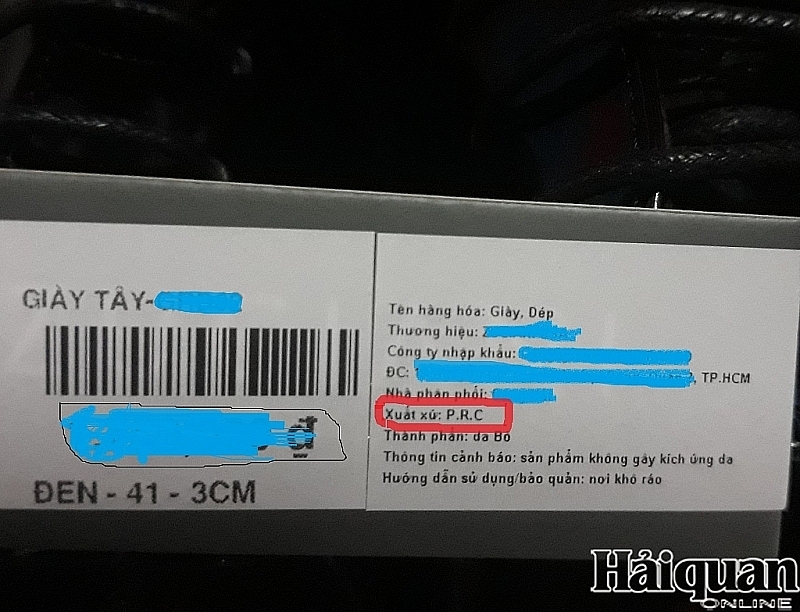 GIÀY TÂY-
đ
ĐEN - 41 - 3CM
Tên hàng hóa: Giày, Dép
Thương hiệu:
Công ty nhập khẩu:
ĐC: , TP.HCM
Nhà phân phối:
Xuất xứ: P.R.C
Thành phần: da Bò
Thông tin cảnh báo: sản phẩm không gây kích ứng da
Hướng dẫn sử dụng/bảo quản: nơi khô ráo
Hải quan
ONLINE